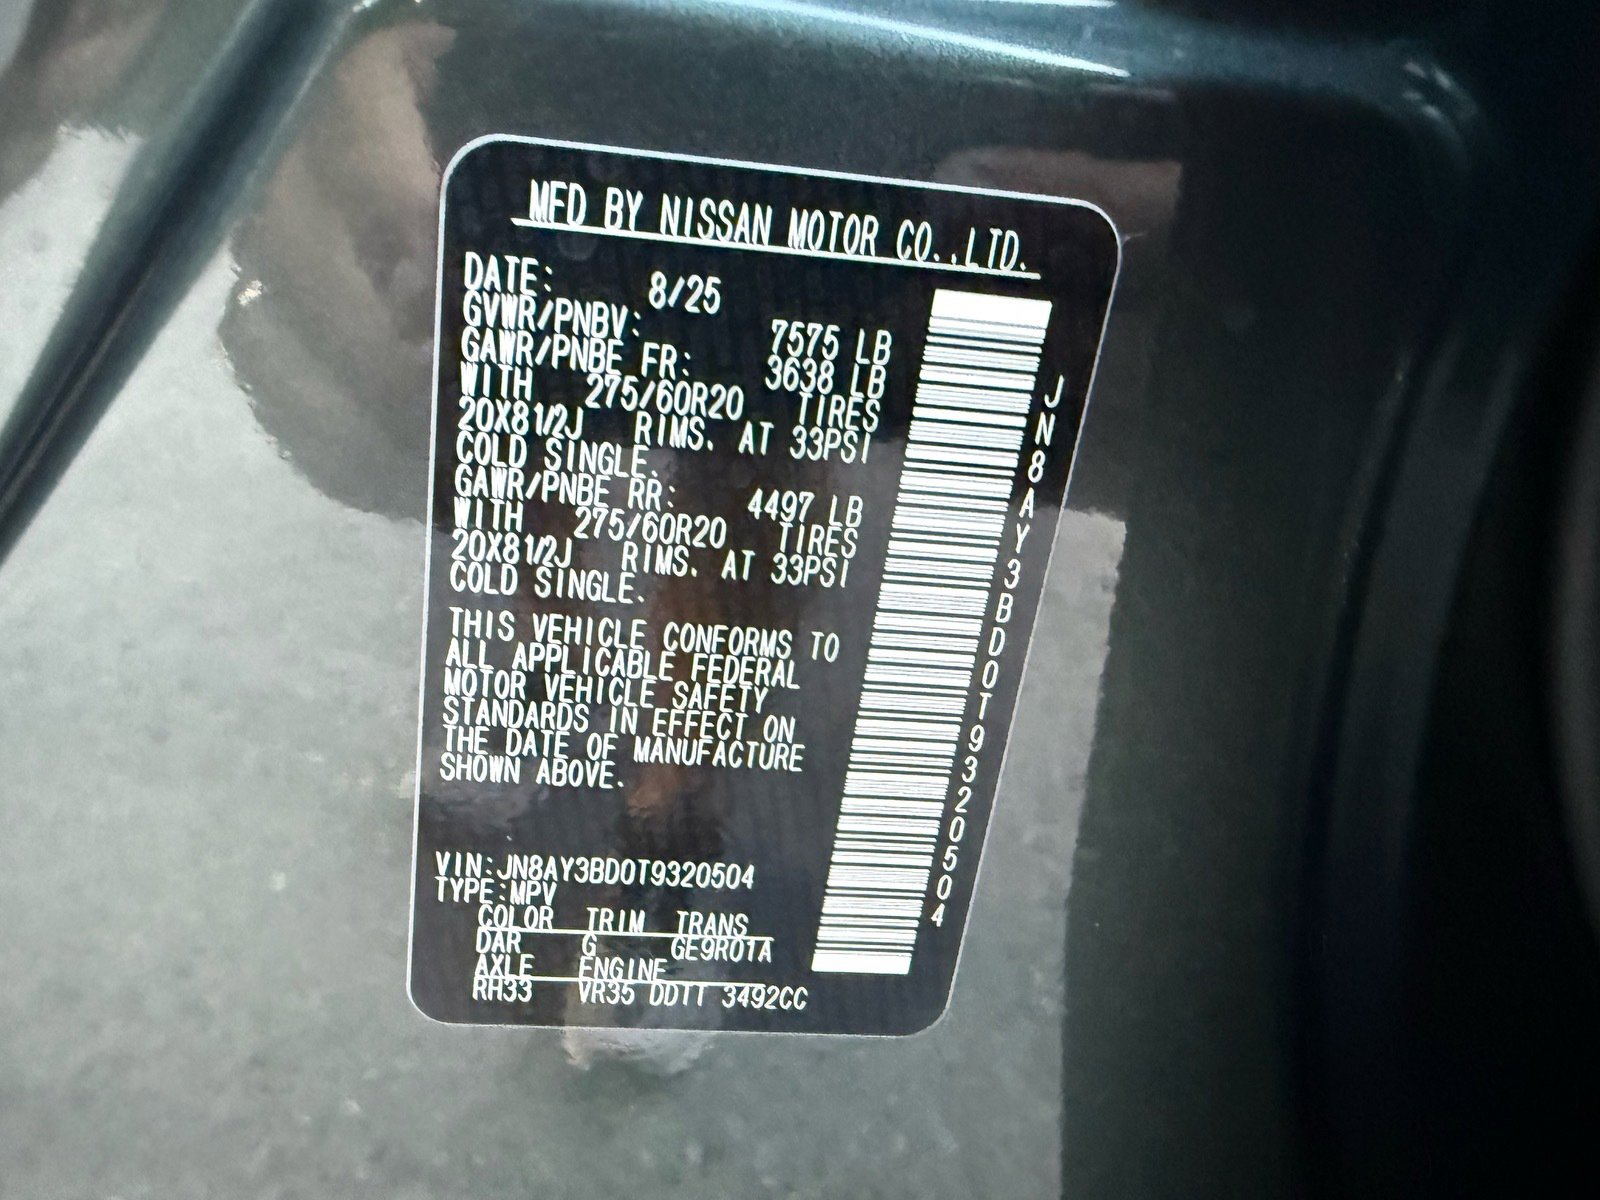 MFD BY NISSAN MOTOR CO.,LTD.
DATE: 8/25
GVWR/PNBV: 7575 LB
GAWR/PNBE FR: 3638 LB
WITH 275/60R20 TIRES
20X81/2J RIMS. AT 33PSI
COLD SINGLE.
GAWR/PNBE RR: 4497 LB
WITH 275/60R20 TIRES
20X81/2J RIMS. AT 33PSI
COLD SINGLE.
THIS VEHICLE CONFORMS TO
ALL APPLICABLE FEDERAL
MOTOR VEHICLE SAFETY
STANDARDS IN EFFECT ON
THE DATE OF MANUFACTURE
SHOWN ABOVE.
VIN:JN8AY3BD0T9320504
TYPE:MPV
COLOR TRIM TRANS
DAR G GE9R01A
AXLE ENGINE
RH33 VR35 DDTT 3492CC
JN8AY3BD0T9320504